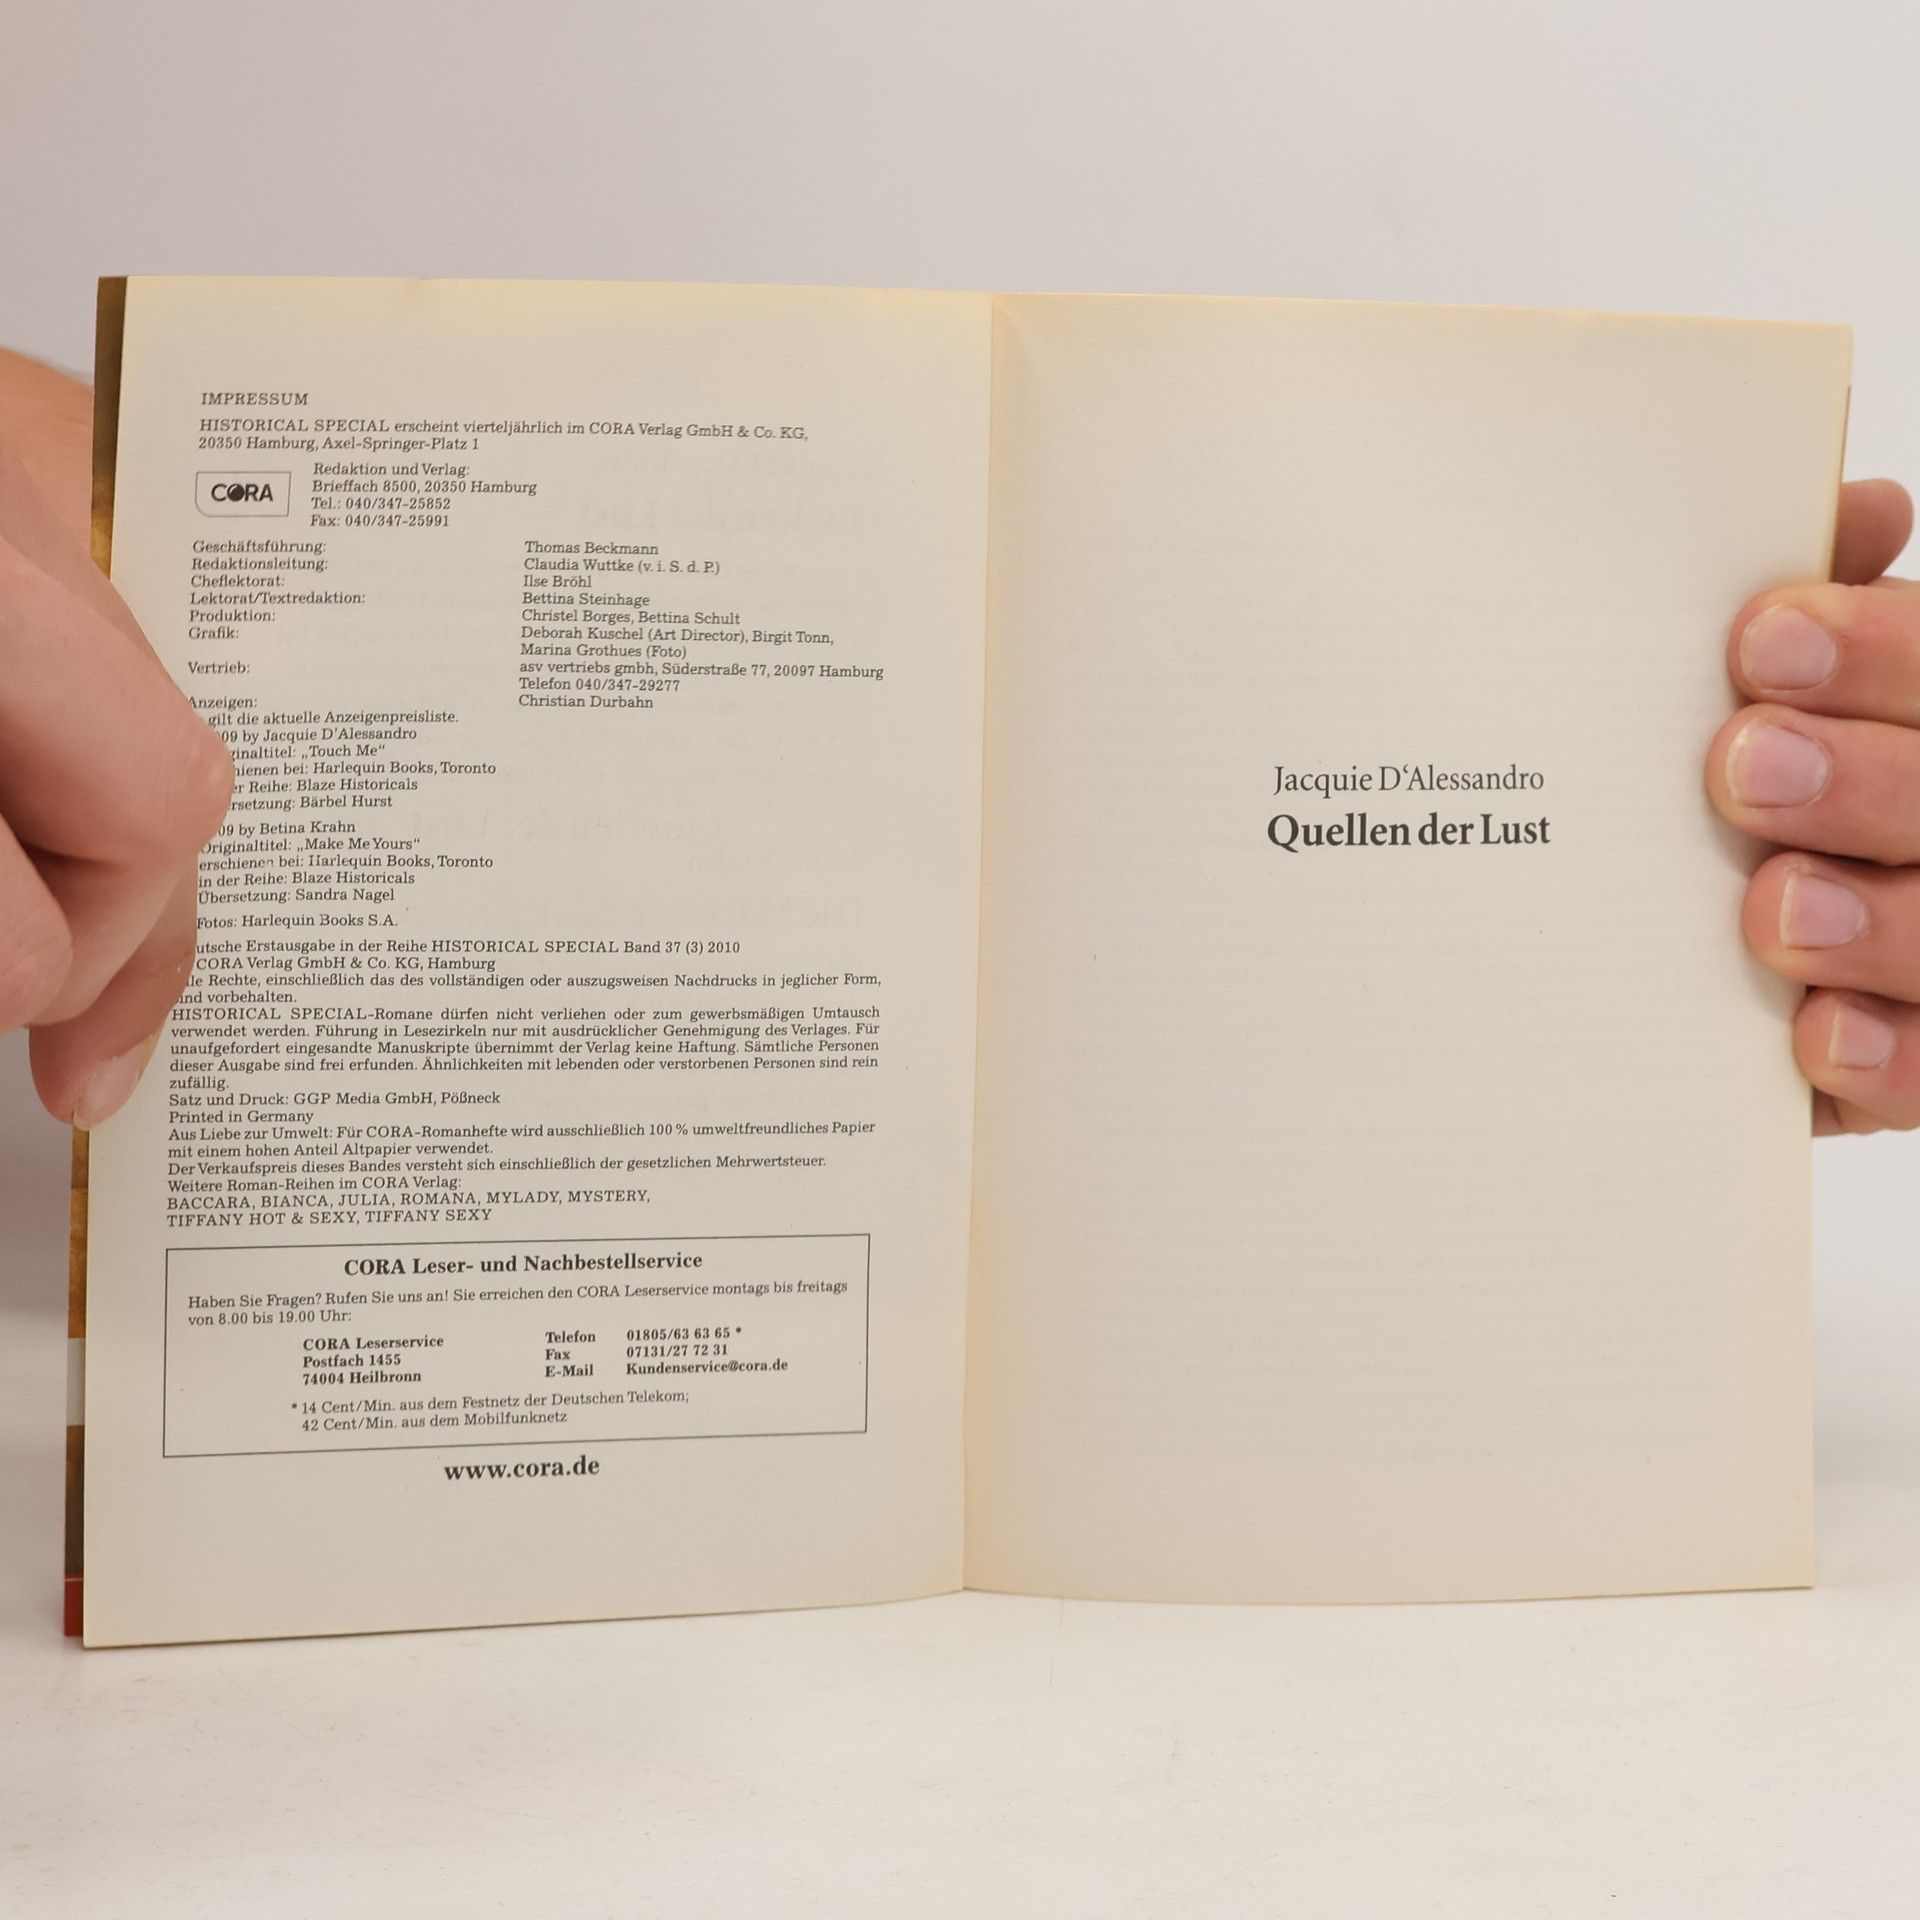 IMPRESSUM
HISTORICAL SPECIAL erscheint vierteljährlich im CORA Verlag GmbH & Co. KG,
20350 Hamburg, Axel-Springer-Platz 1
CORA
Redaktion und Verlag:
Brieffach 8500, 20350 Hamburg
Tel.: 040/347-25852
Fax: 040/347-25991
Geschäftsführung: Thomas Beckmann
Redaktionsleitung: Claudia Wuttke (v. i. S. d. P.)
Cheflektorat: Ilse Bröhl
Lektorat/Textredaktion: Bettina Steinhage
Produktion: Christel Borges, Bettina Schult
Grafik: Deborah Kuschel (Art Director), Birgit Tonn,
Marina Grothues (Foto)
Vertrieb: asv vertriebs gmbh, Süderstraße 77, 20097 Hamburg
Telefon 040/347-29277
Anzeigen: Christian Durbahn
gilt die aktuelle Anzeigenpreisliste.
09 by Jacquie D'Alessandro
ginaltitel: „Touch Me“
hienen bei: Harlequin Books, Toronto
er Reihe: Blaze Historicals
rsetzung: Bärbel Hurst
09 by Betina Krahn
Originaltitel: „Make Me Yours“
erschienen bei: Harlequin Books, Toronto
in der Reihe: Blaze Historicals
Übersetzung: Sandra Nagel
Fotos: Harlequin Books S.A.
utsche Erstausgabe in der Reihe HISTORICAL SPECIAL Band 37 (3) 2010
CORA Verlag GmbH & Co. KG, Hamburg
lle Rechte, einschließlich das des vollständigen oder auszugsweisen Nachdrucks in jeglicher Form,
ind vorbehalten.
HISTORICAL SPECIAL-Romane dürfen nicht verliehen oder zum gewerbsmäßigen Umtausch
verwendet werden. Führung in Lesezirkeln nur mit ausdrücklicher Genehmigung des Verlages. Für
unaufgefordert eingesandte Manuskripte übernimmt der Verlag keine Haftung. Sämtliche Personen
dieser Ausgabe sind frei erfunden. Ähnlichkeiten mit lebenden oder verstorbenen Personen sind rein
zufällig.
Satz und Druck: GGP Media GmbH, Pößneck
Printed in Germany
Aus Liebe zur Umwelt: Für CORA-Romanhefte wird ausschließlich 100 % umweltfreundliches Papier
mit einem hohen Anteil Altpapier verwendet.
Der Verkaufspreis dieses Bandes versteht sich einschließlich der gesetzlichen Mehrwertsteuer.
Weitere Roman-Reihen im CORA Verlag:
BACCARA, BIANCA, JULIA, ROMANA, MYLADY, MYSTERY,
TIFFANY HOT & SEXY, TIFFANY SEXY
CORA Leser- und Nachbestellservice
Haben Sie Fragen? Rufen Sie uns an! Sie erreichen den CORA Leserservice montags bis freitags
von 8.00 bis 19.00 Uhr:
CORA Leserservice
Postfach 1455
74004 Heilbronn
Telefon 01805/63 63 65 *
Fax 07131/27 72 31
E-Mail Kundenservice@cora.de
* 14 Cent/Min. aus dem Festnetz der Deutschen Telekom;
42 Cent/Min. aus dem Mobilfunknetz
www.cora.de
Jacquie D‘Alessandro
Quellen der Lust